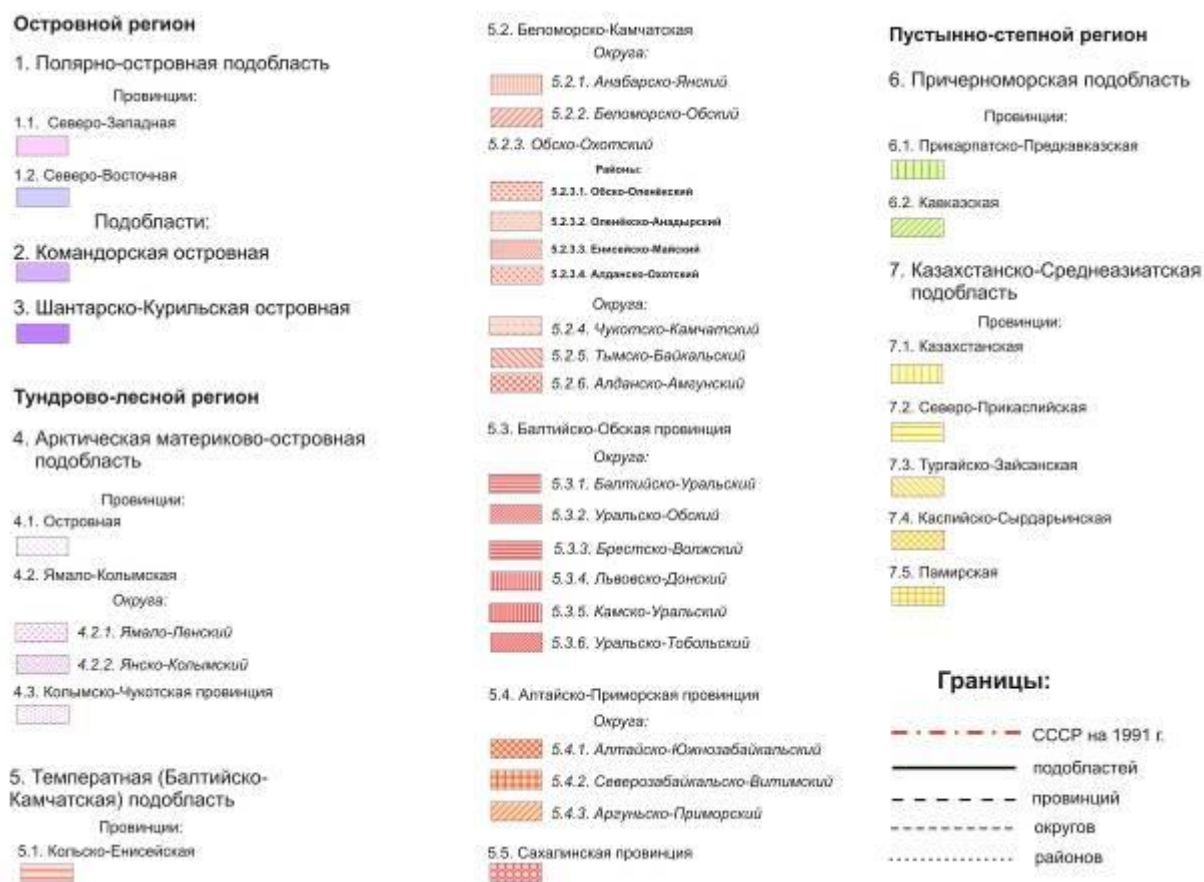 Островной регион
1. Полярно-островная подобласть
Провинции:
1.1. Северо-Западная
1.2. Северо-Восточная
Подобласти:
2. Командорская островная
3. Шантарско-Курильская островная
Тундрово-лесной регион
4. Арктическая материково-островная
подобласть
Провинции:
4.1. Островная
4.2. Ямало-Колымская
Округа:
4.2.1. Ямало-Ленский
4.2.2. Янско-Колымский
4.3. Колымско-Чукотская провинция
5. Температная (Балтийско-
Камчатская) подобласть
Провинции:
5.1. Кольско-Енисейская
5.2. Беломорско-Камчатская
Округа:
5.2.1. Анабарско-Янский
5.2.2. Беломорско-Обский
5.2.3. Обско-Охотский
Районы:
5.2.3.1. Обско-Оленёкский
5.2.3.2. Оленёкско-Анадырский
5.2.3.3. Енисейско-Майский
5.2.3.4. Алданско-Охотский
Округа:
5.2.4. Чукотско-Камчатский
5.2.5. Тымско-Байкальский
5.2.6. Алданско-Амгунский
5.3. Балтийско-Обская провинция
Округа:
5.3.1. Балтийско-Уральский
5.3.2. Уральско-Обский
5.3.3. Брестско-Волжский
5.3.4. Львовско-Донский
5.3.5. Камско-Уральский
5.3.6. Уральско-Тобольский
5.4. Алтайско-Приморская провинция
Округа:
5.4.1. Алтайско-Южнозабайкальский
5.4.2. Северозабайкальско-Витимский
5.4.3. Аргуньско-Приморский
5.5. Сахалинская провинция
Пустынно-степной регион
6. Причерноморская подобласть
Провинции:
6.1. Прикарпатско-Предкавказская
6.2. Кавказская
7. Казахстанско-Среднеазиатская
подобласть
Провинции:
7.1. Казахстанская
7.2. Северо-Прикаспийская
7.3. Тургайско-Зайсанская
7.4. Каспийско-Сырдарьинская
7.5. Памирская
Границы:
СССР на 1991 г.
подобластей
провинций
округов
районов